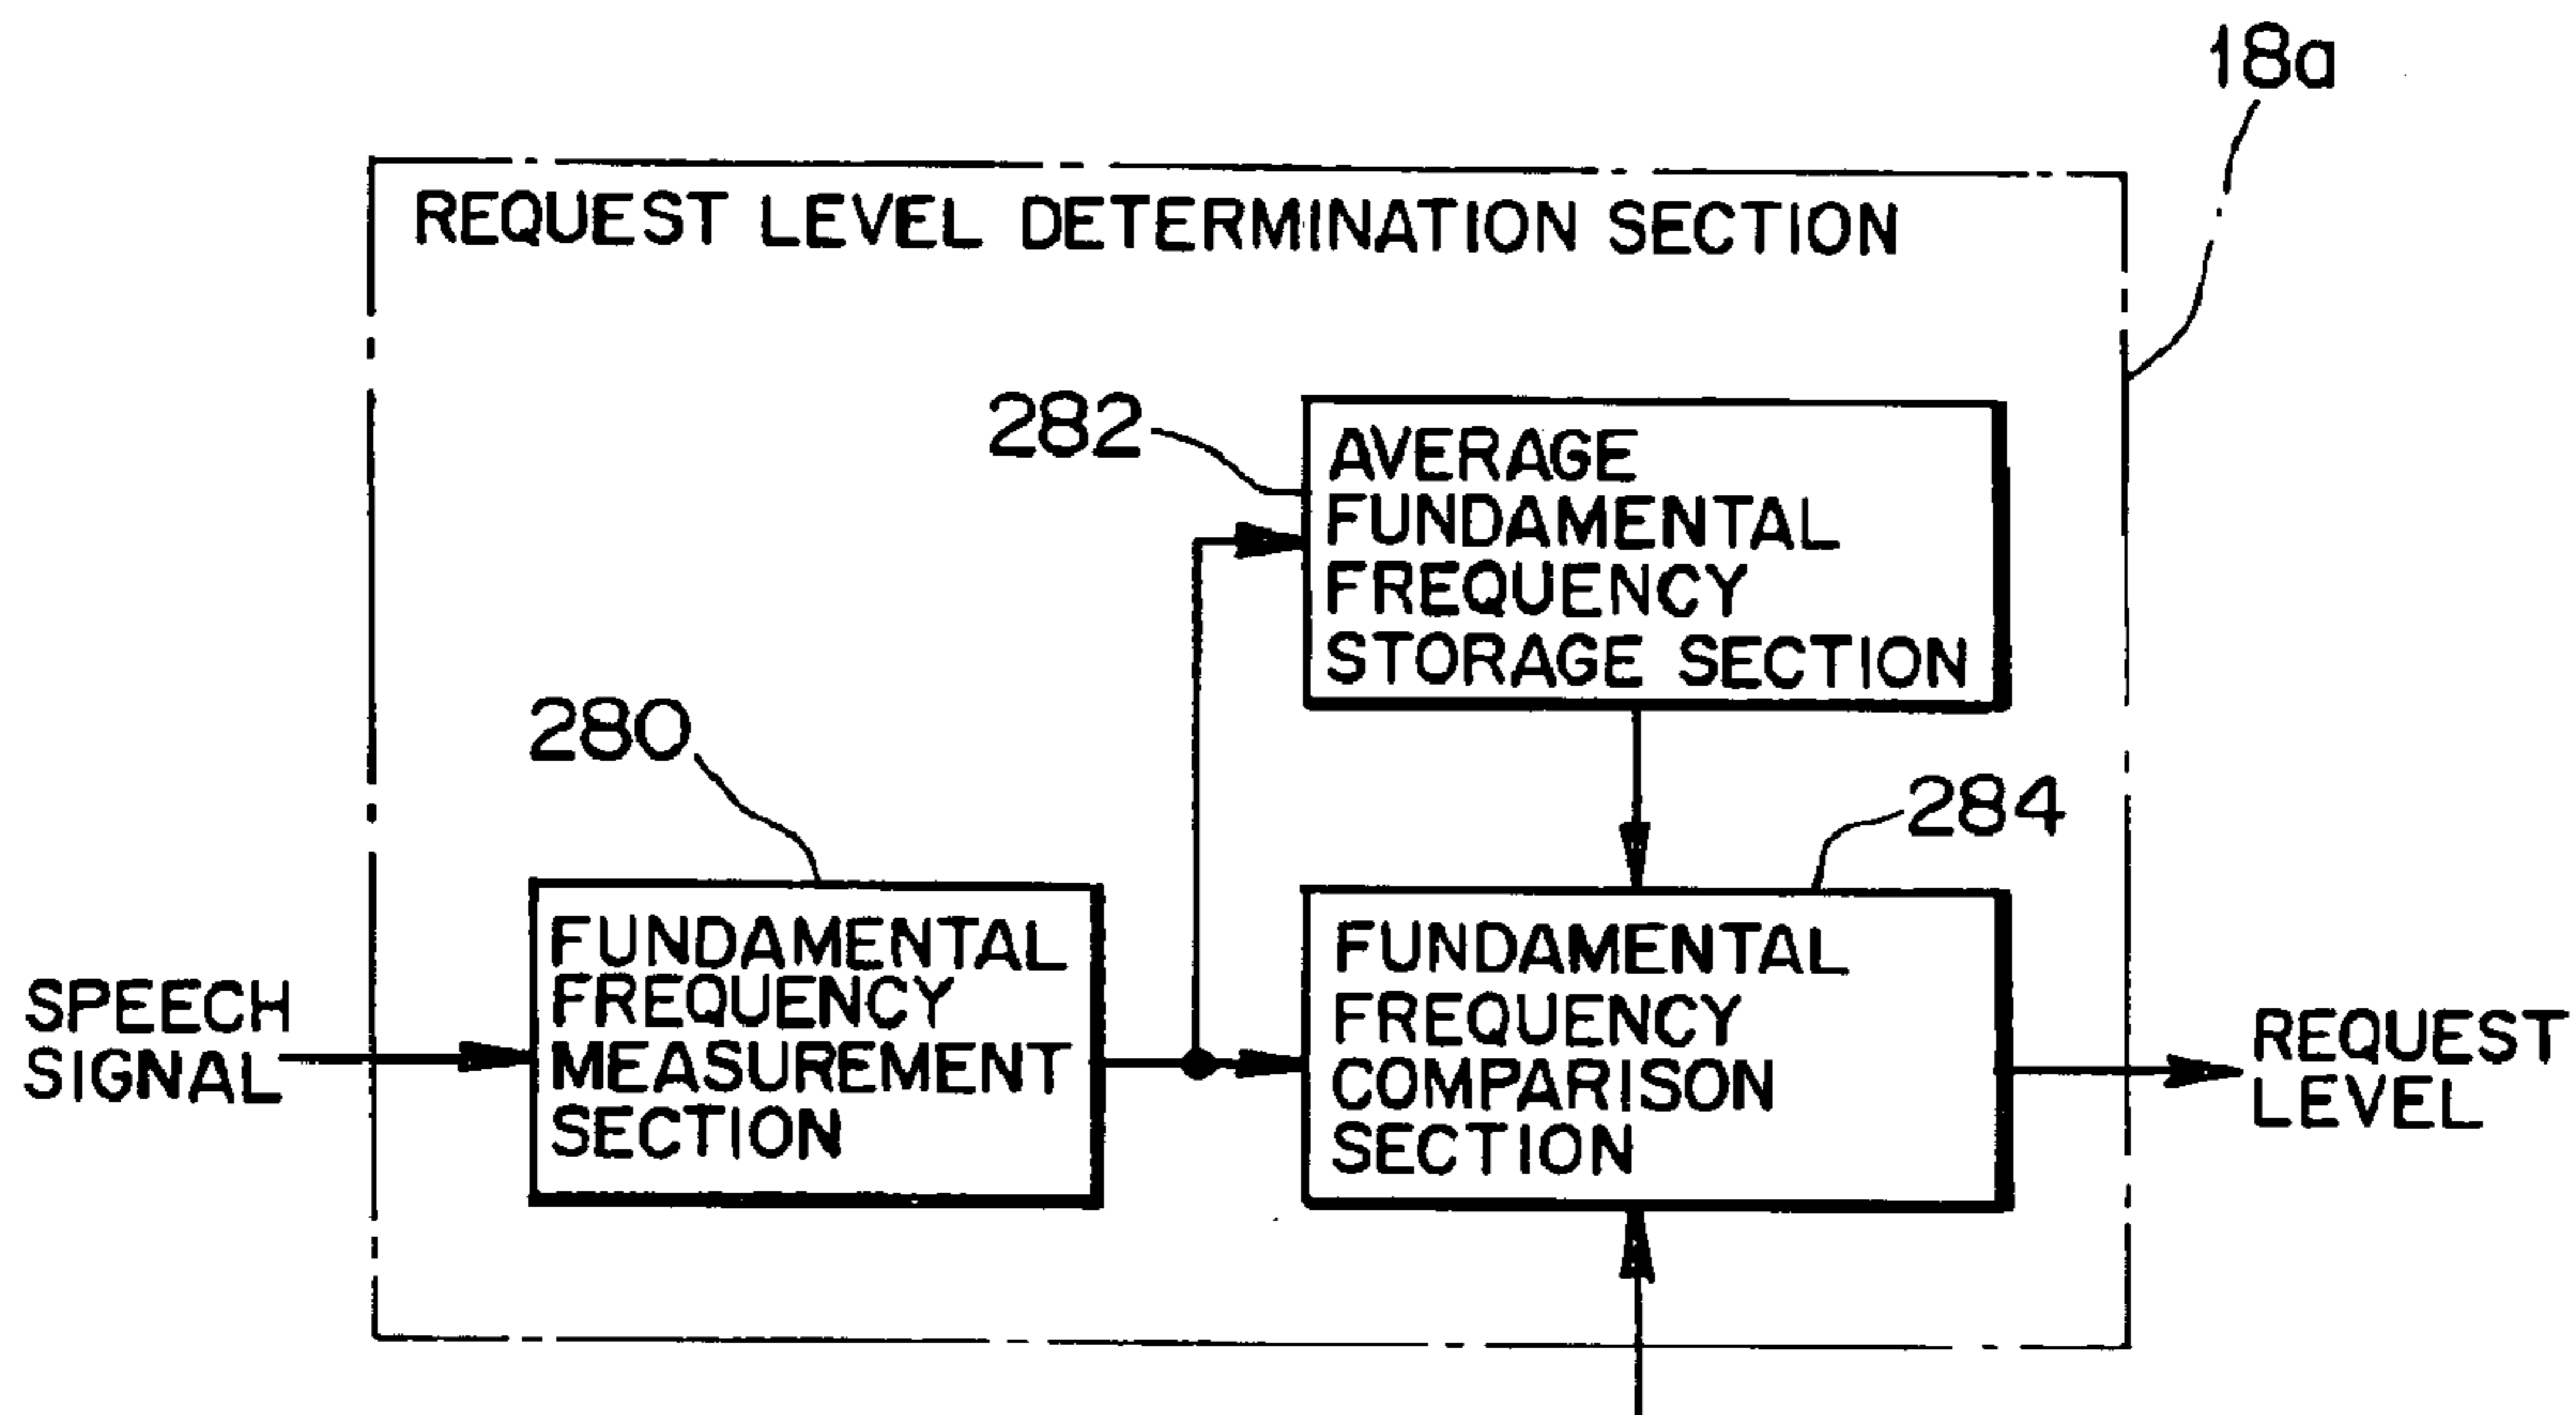 18a
REQUEST LEVEL DETERMINATION SECTION
282
AVERAGE
FUNDAMENTAL
FREQUENCY
STORAGE SECTION
280
284
FUNDAMENTAL
FREQUENCY
MEASUREMENT
SECTION
FUNDAMENTAL
FREQUENCY
COMPARISON
SECTION
SPEECH
SIGNAL
REQUEST
LEVEL